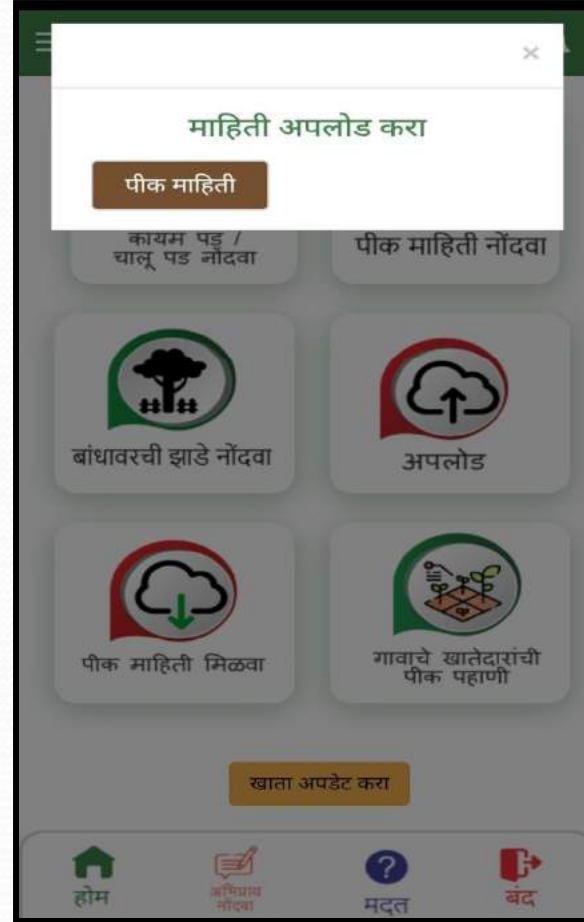 ×
माहिती अपलोड करा
पीक माहिती
कायम पड /
चालू पड नोंदवा
पीक माहिती नोंदवा
बांधावरची झाडे नोंदवा
अपलोड
पीक माहिती मिळवा
गावाचे खातेदारांची
पीक पहाणी
खाता अपडेट करा
होम
अभिप्राय
नोंदवा
मदत
बंद